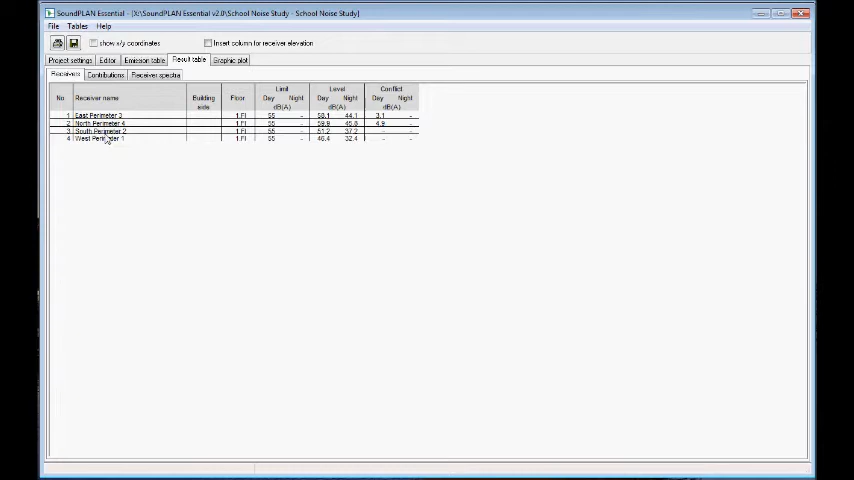 SoundPLAN Essential - [X:\SoundPLAN Essential v2.0\School Noise Study - School Noise Study]
File Tables Help
show x/y coordinates Insert column for receiver elevation
Project settings Editor Emission table Result table Graphic plot
Receivers Contributions Receiver spectra
No Receiver name Building side Floor Limit Day Night dB(A) Level Day Night dB(A) Conflict Day Night dB(A)
1 East Perimeter 3 1.Fl 55 - 58.1 44.1 3.1 -
2 North Perimeter 4 1.Fl 55 - 59.9 45.8 4.9 -
3 South Perimeter 2 1.Fl 55 - 51.2 37.2 - -
4 West Perimeter 1 1.Fl 55 - 46.4 32.4 - -